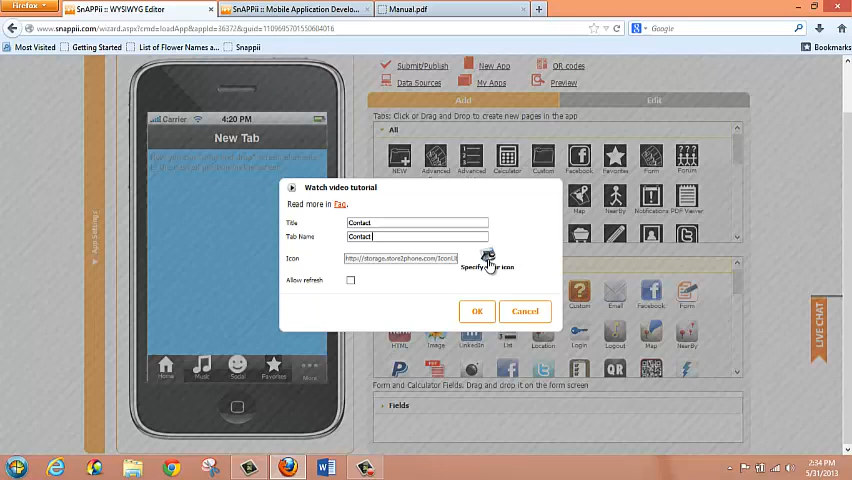 Firefox
SnAPPii :: WYSIWYG Editor
SnAPPii :: Mobile Application Develo...
Manual.pdf
www.snappii.com/wizard.aspx?cmd=loadApp&appId=36372&guid=1109695701550604016
Google
Most Visited
Getting Started
List of Flower Names a...
Snappii
Bookmarks
Submit/Publish
New App
QR codes
Data Sources
My Apps
Preview
Add
Edit
Tabs: Click or Drag and Drop to create new pages in the app
All
NEW
Advanced
Advanced
Calculator
Custom
Facebook
Favorites
Form
Forum
Map
Nearby
Notifications
PDF Viewer
Carrier
4:20 PM
New Tab
App Settings
Watch video tutorial
Read more in Faq.
Title
Contact
Tab Name
Contact
Icon
http://storage.store2phone.com/IconUs
icon
Allow refresh
OK
Cancel
Custom
Email
Facebook
Form
HTML
Image
LinkedIn
List
Location
Login
Logout
Map
Nearby
Home
Music
Social
Favorites
More
Form and Calculator Fields. Drag and drop it on the form screen
Fields
LIVE CHAT
2:34 PM
5/31/2013